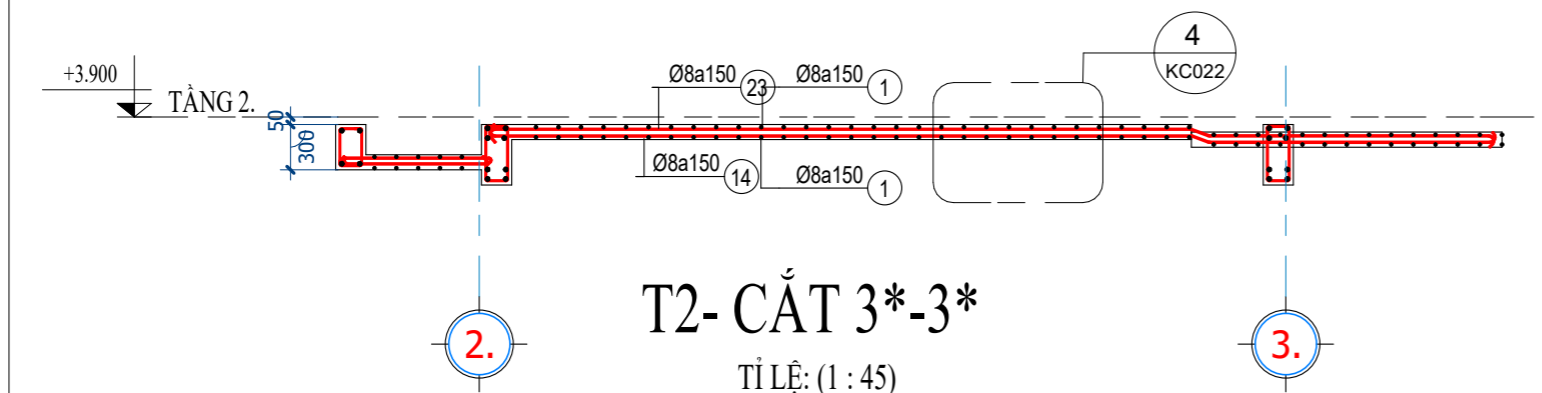 4
KC022
+3.900
TẦNG 2.
50
300
Ø8a150 23 Ø8a150 1
Ø8a150 14 Ø8a150 1
T2- CẮT 3*-3*
TỈ LỆ: (1 : 45)
2. 3.